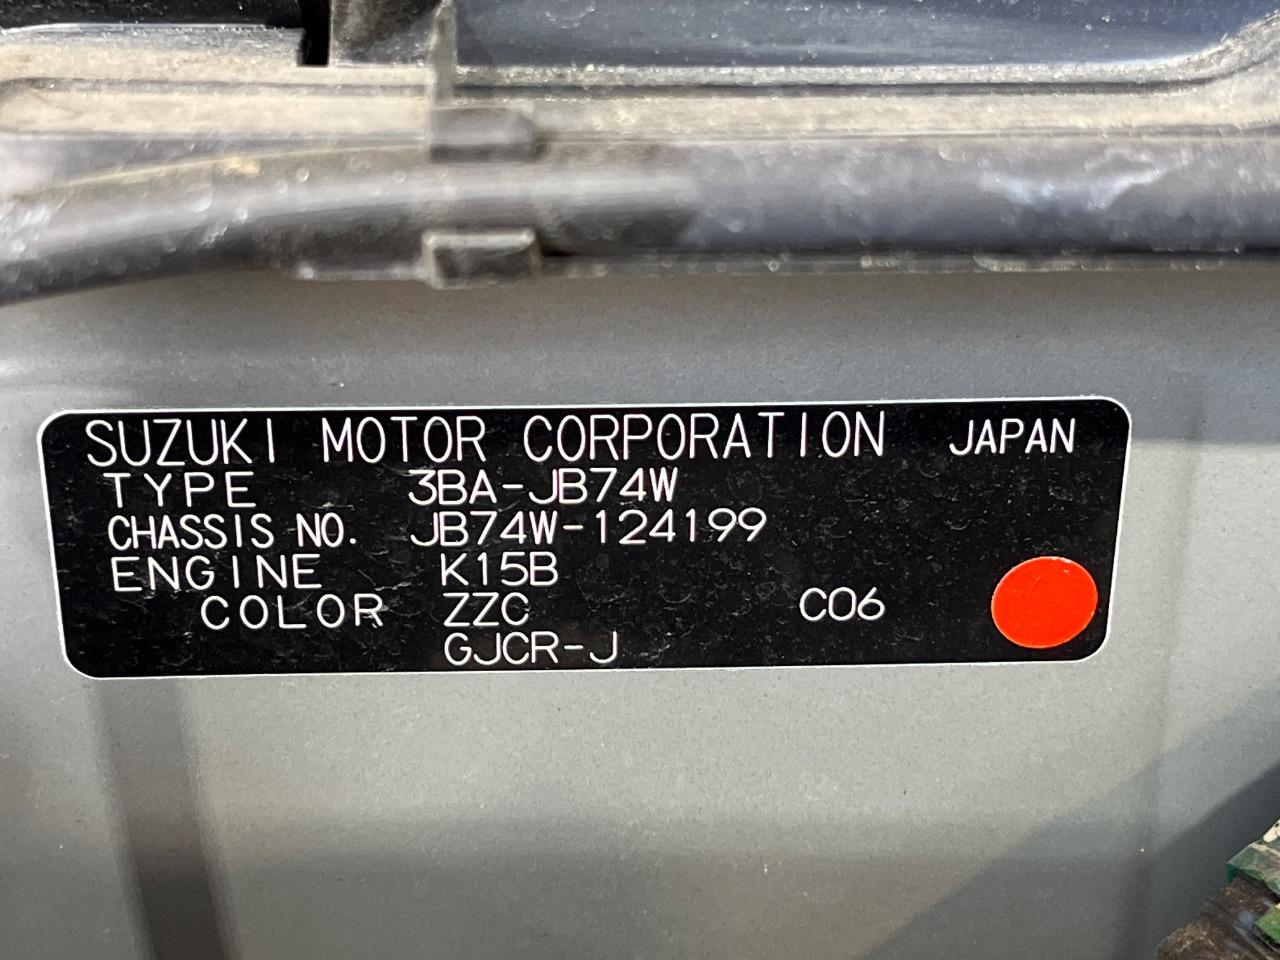 SUZUKI MOTOR CORPORATION JAPAN
TYPE 3BA-JB74W
CHASSIS NO. JB74W-124199
ENGINE K15B
COLOR ZZC C06
GJCR-J